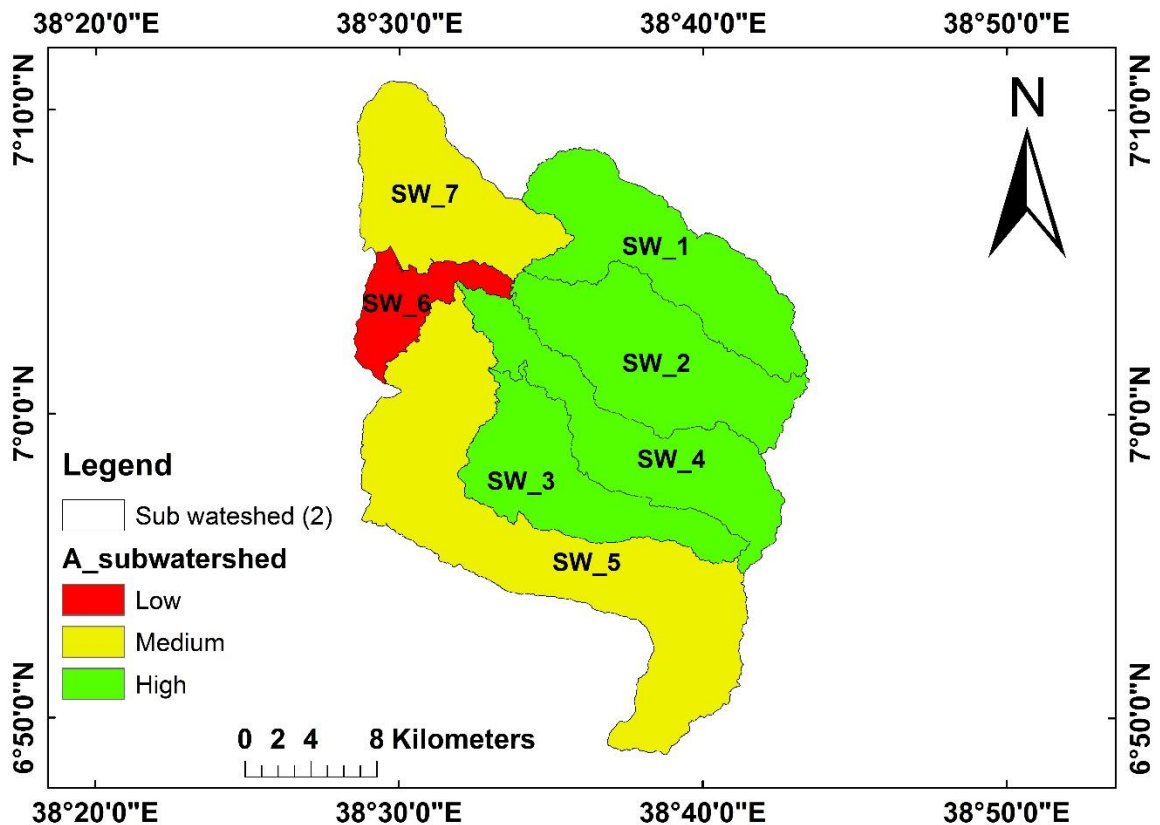 38°20'0"E 38°30'0"E 38°40'0"E 38°50'0"E
7°10'0"N
7°10'0"N
N
SW_7
SW_1
SW_6
SW_2
7°0'0"N
7°0'0"N
SW_4
SW_3
SW_5
Legend
Sub wateshed (2)
A_subwatershed
Low
Medium
High
6°50'0"N
6°50'0"N
0 2 4 8 Kilometers
38°20'0"E 38°30'0"E 38°40'0"E 38°50'0"E